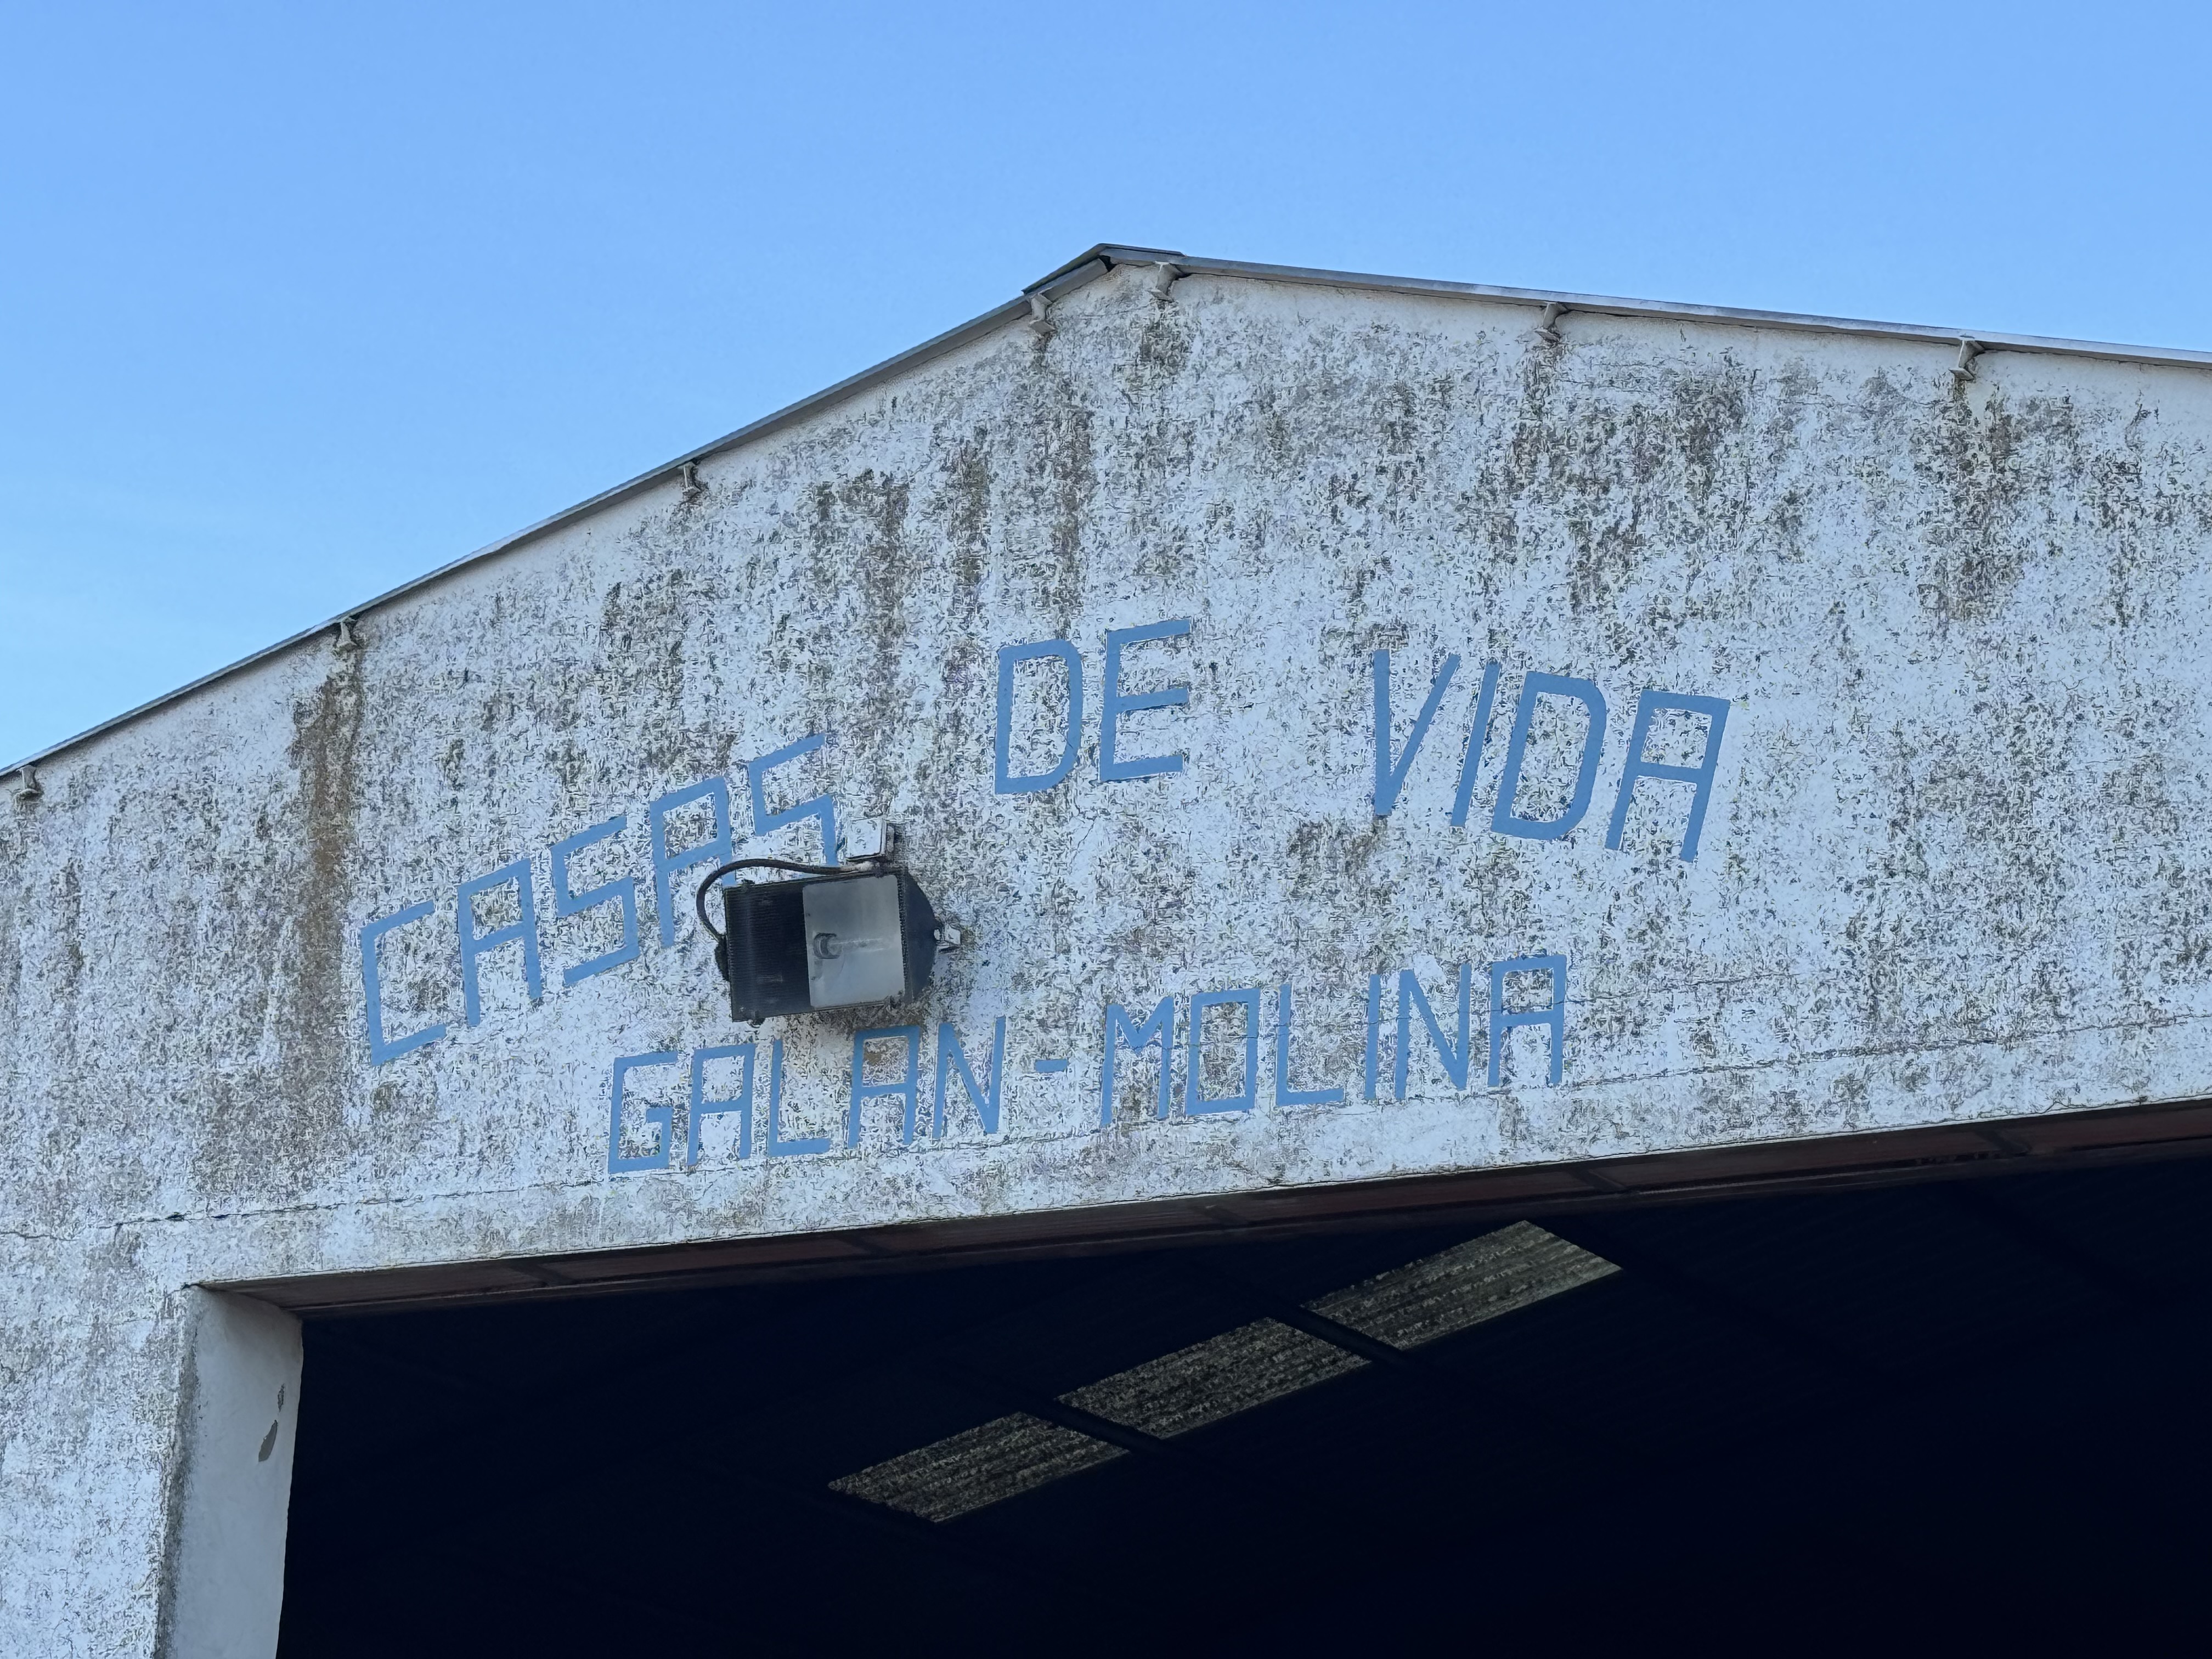 CASAS DE VIDA
GALAN-MOLINA